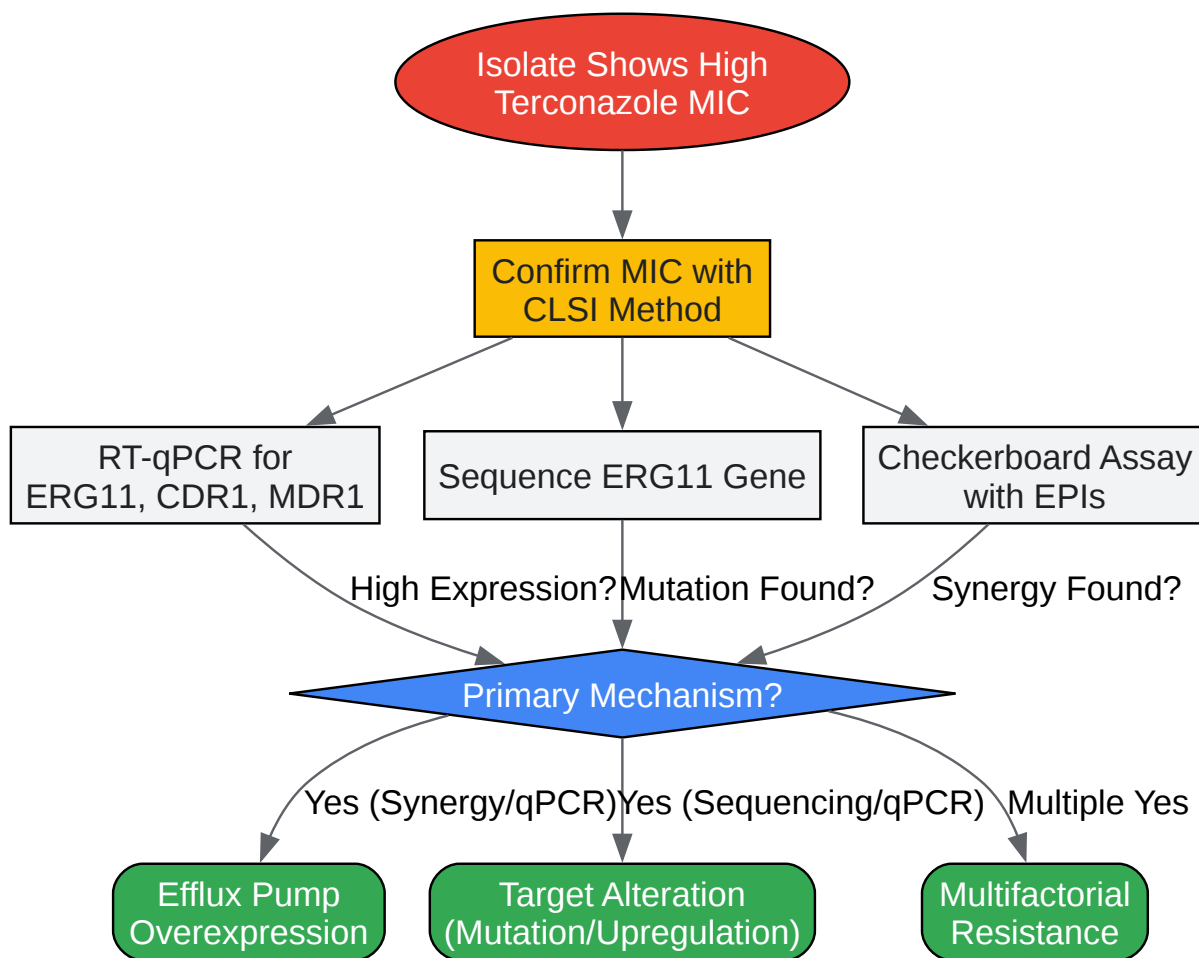 Isolate Shows High
Terconazole MIC
Confirm MIC with
CLSI Method
RT-qPCR for
ERG11, CDR1, MDR1
Sequence ERG11 Gene
Checkerboard Assay
with EPIs
High Expression?
Mutation Found?
Synergy Found?
Primary Mechanism?
Yes (Synergy/qPCR)
Yes (Sequencing/qPCR)
Multiple Yes
Efflux Pump
Overexpression
Target Alteration
(Mutation/Upregulation)
Multifactorial
Resistance